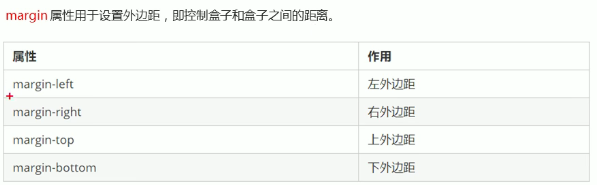 margin 属性用于设置外边距，即控制盒子和盒子之间的距离。
属性 作用
margin-left 左外边距
margin-right 右外边距
margin-top 上外边距
margin-bottom 下外边距